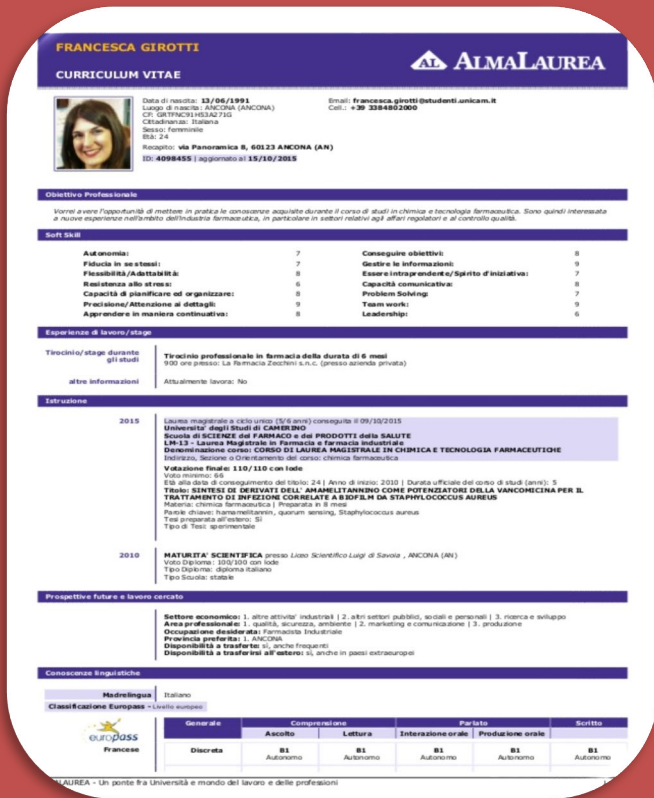 FRANCESCA GIROTTI
CURRICULUM VITAE
AL ALMALAUREA
Data di nascita: 13/06/1991
Luogo di nascita: ANCONA (ANCONA)
CF: GRTFNC91H53A271G
Cittadinanza: Italiana
Sesso: femminile
Età: 24
Recapito: via Panoramica 8, 60123 ANCONA (AN)
ID: 4098455 | aggiornato al 15/10/2015
Email: francesca.girotti@studenti.unicam.it
Cell.: +39 3384802000
Obiettivo Professionale
Vorrei avere l'opportunità di mettere in pratica le conoscenze acquisite durante il corso di studi in chimica e tecnologia farmaceutica. Sono quindi interessata
a nuove esperienze nell'ambito dell'industria farmaceutica, in particolare in settori relativi agli affari regolatori e al controllo qualità.
Soft Skill
Autonomia: 7 Conseguire obiettivi: 8
Fiducia in se stessi: 7 Gestire le informazioni: 9
Flessibilità/Adattabilità: 8 Essere intraprendente/Spirito d'iniziativa: 7
Resistenza allo stress: 6 Capacità comunicativa: 8
Capacità di pianificare ed organizzare: 8 Problem Solving: 7
Precisione/Attenzione ai dettagli: 9 Team work: 9
Apprendere in maniera continuativa: 8 Leadership: 6
Esperienze di lavoro/stage
Tirocinio/stage durante
gli studi
Tirocinio professionale in farmacia della durata di 6 mesi
900 ore presso: La Farmacia Zecchini s.n.c. (presso azienda privata)
altre informazioni Attualmente lavora: No
Istruzione
2015 Laurea magistrale a ciclo unico (5/6 anni) conseguita il 09/10/2015
Universita' degli Studi di CAMERINO
Scuola di SCIENZE del FARMACO e dei PRODOTTI della SALUTE
LM-13 - Laurea Magistrale in Farmacia e farmacia industriale
Denominazione corso: CORSO DI LAUREA MAGISTRALE IN CHIMICA E TECNOLOGIA FARMACEUTICHE
Indirizzo, Sezione o Orientamento del corso: chimica farmaceutica
Votazione finale: 110/110 con lode
Voto minimo: 66
Età alla data di conseguimento del titolo: 24 | Anno di inizio: 2010 | Durata ufficiale del corso di studi (anni): 5
Titolo: SINTESI DI DERIVATI DELL' AMAMELITANNINO COME POTENZIATORI DELLA VANCOMICINA PER IL
TRATTAMENTO DI INFEZIONI CORRELATE A BIOFILM DA STAPHYLOCOCCUS AUREUS
Materia: chimica farmaceutica | Preparata in 8 mesi
Parole chiave: hamamelitannin, quorum sensing, Staphylococcus aureus
Tesi preparata all'estero: Sì
Tipo di Tesi: sperimentale
2010 MATURITA' SCIENTIFICA presso Liceo Scientifico Luigi di Savoia , ANCONA (AN)
Voto Diploma: 100/100 con lode
Tipo Diploma: diploma italiano
Tipo Scuola: statale
Prospettive future e lavoro cercato
Settore economico: 1. altre attivita' industriali | 2. altri settori pubblici, sociali e personali | 3. ricerca e sviluppo
Area professionale: 1. qualità, sicurezza, ambiente | 2. marketing e comunicazione | 3. produzione
Occupazione desiderata: Farmacista Industriale
Provincia preferita: 1. ANCONA
Disponibilità a trasferte: sì, anche frequenti
Disponibilità a trasferirsi all'estero: sì, anche in paesi extraeuropei
Conoscenze linguistiche
Madrelingua Italiano
Classificazione Europass - Livello europeo
europass
Generale Comprensione Parlato Scritto
Ascolto Lettura Interazione orale Produzione orale
Francese Discreta B1 B1 B1 B1 B1
Autonomo Autonomo Autonomo Autonomo Autonomo
ALAUREA - Un ponte fra Università e mondo del lavoro e delle professioni